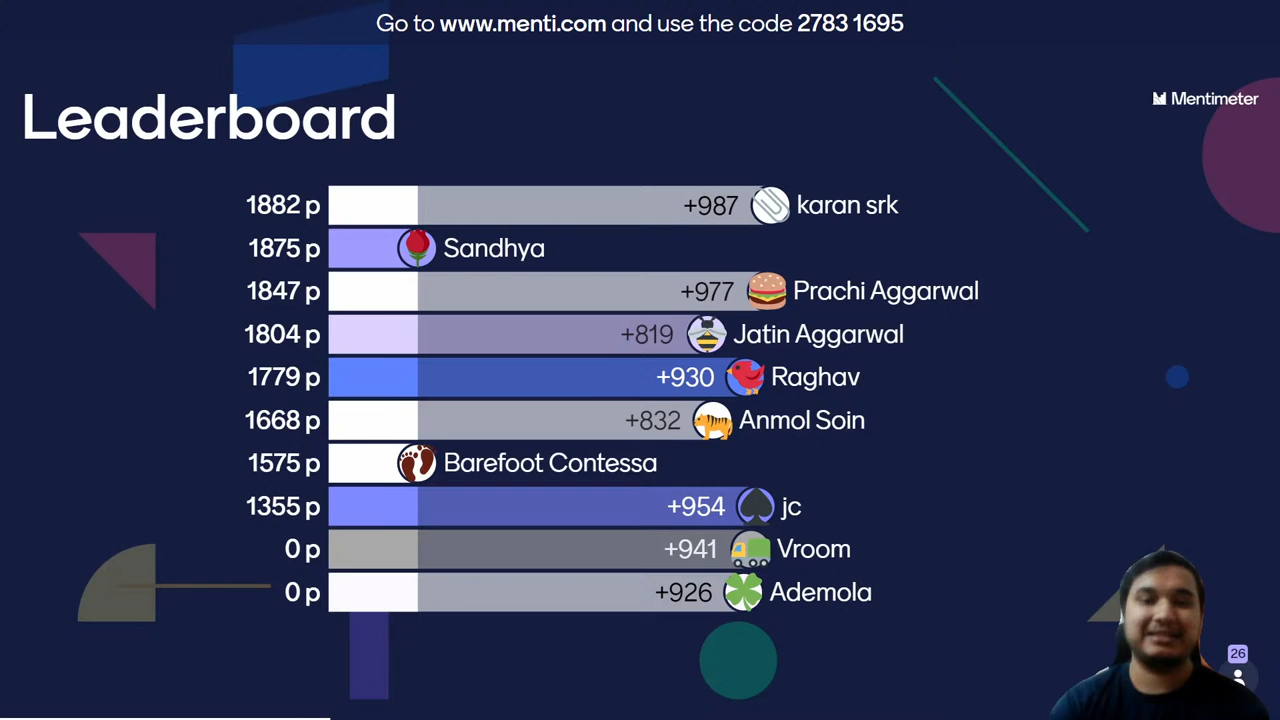 Go to www.menti.com and use the code 2783 1695
Leaderboard
Mentimeter
1882 p +987 karan srk
1875 p Sandhya
1847 p +977 Prachi Aggarwal
1804 p +819 Jatin Aggarwal
1779 p +930 Raghav
1668 p +832 Anmol Soin
1575 p Barefoot Contessa
1355 p +954 jc
0 p +941 Vroom
0 p +926 Ademola
26